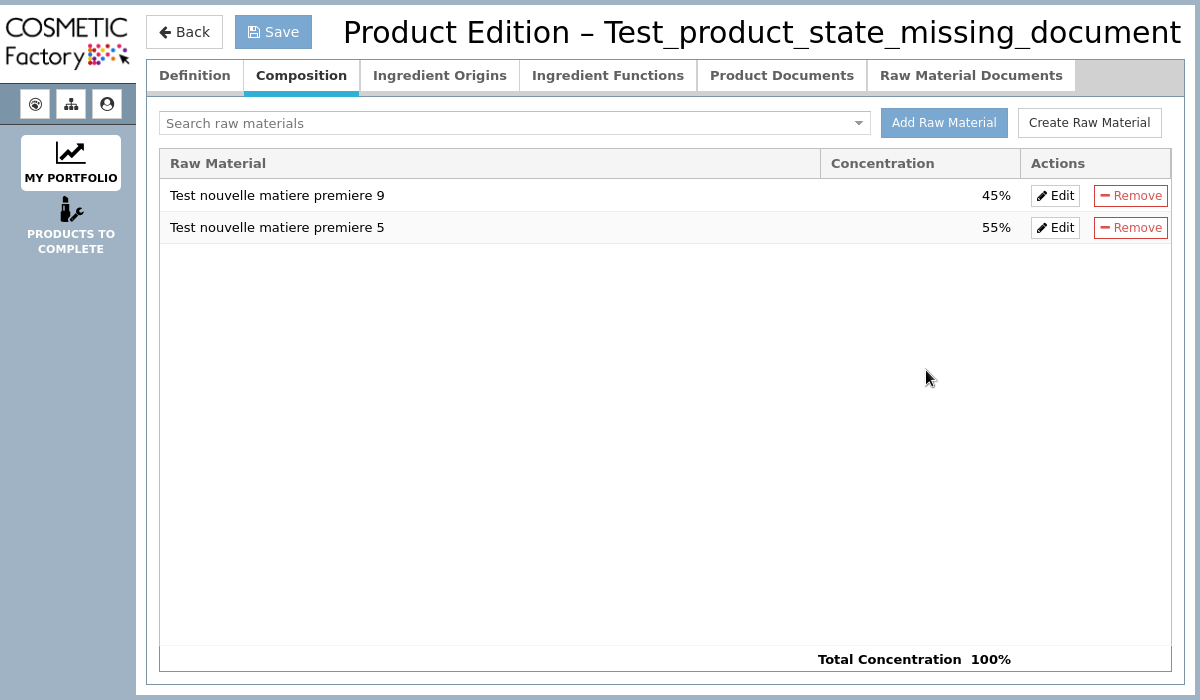 COSMETIC
Factory
Back
Save
Product Edition – Test_product_state_missing_document
Definition
Composition
Ingredient Origins
Ingredient Functions
Product Documents
Raw Material Documents
MY PORTFOLIO
PRODUCTS TO
COMPLETE
Search raw materials
Add Raw Material
Create Raw Material
Raw Material Concentration Actions
Test nouvelle matiere premiere 9 45% Edit Remove
Test nouvelle matiere premiere 5 55% Edit Remove
Total Concentration 100%